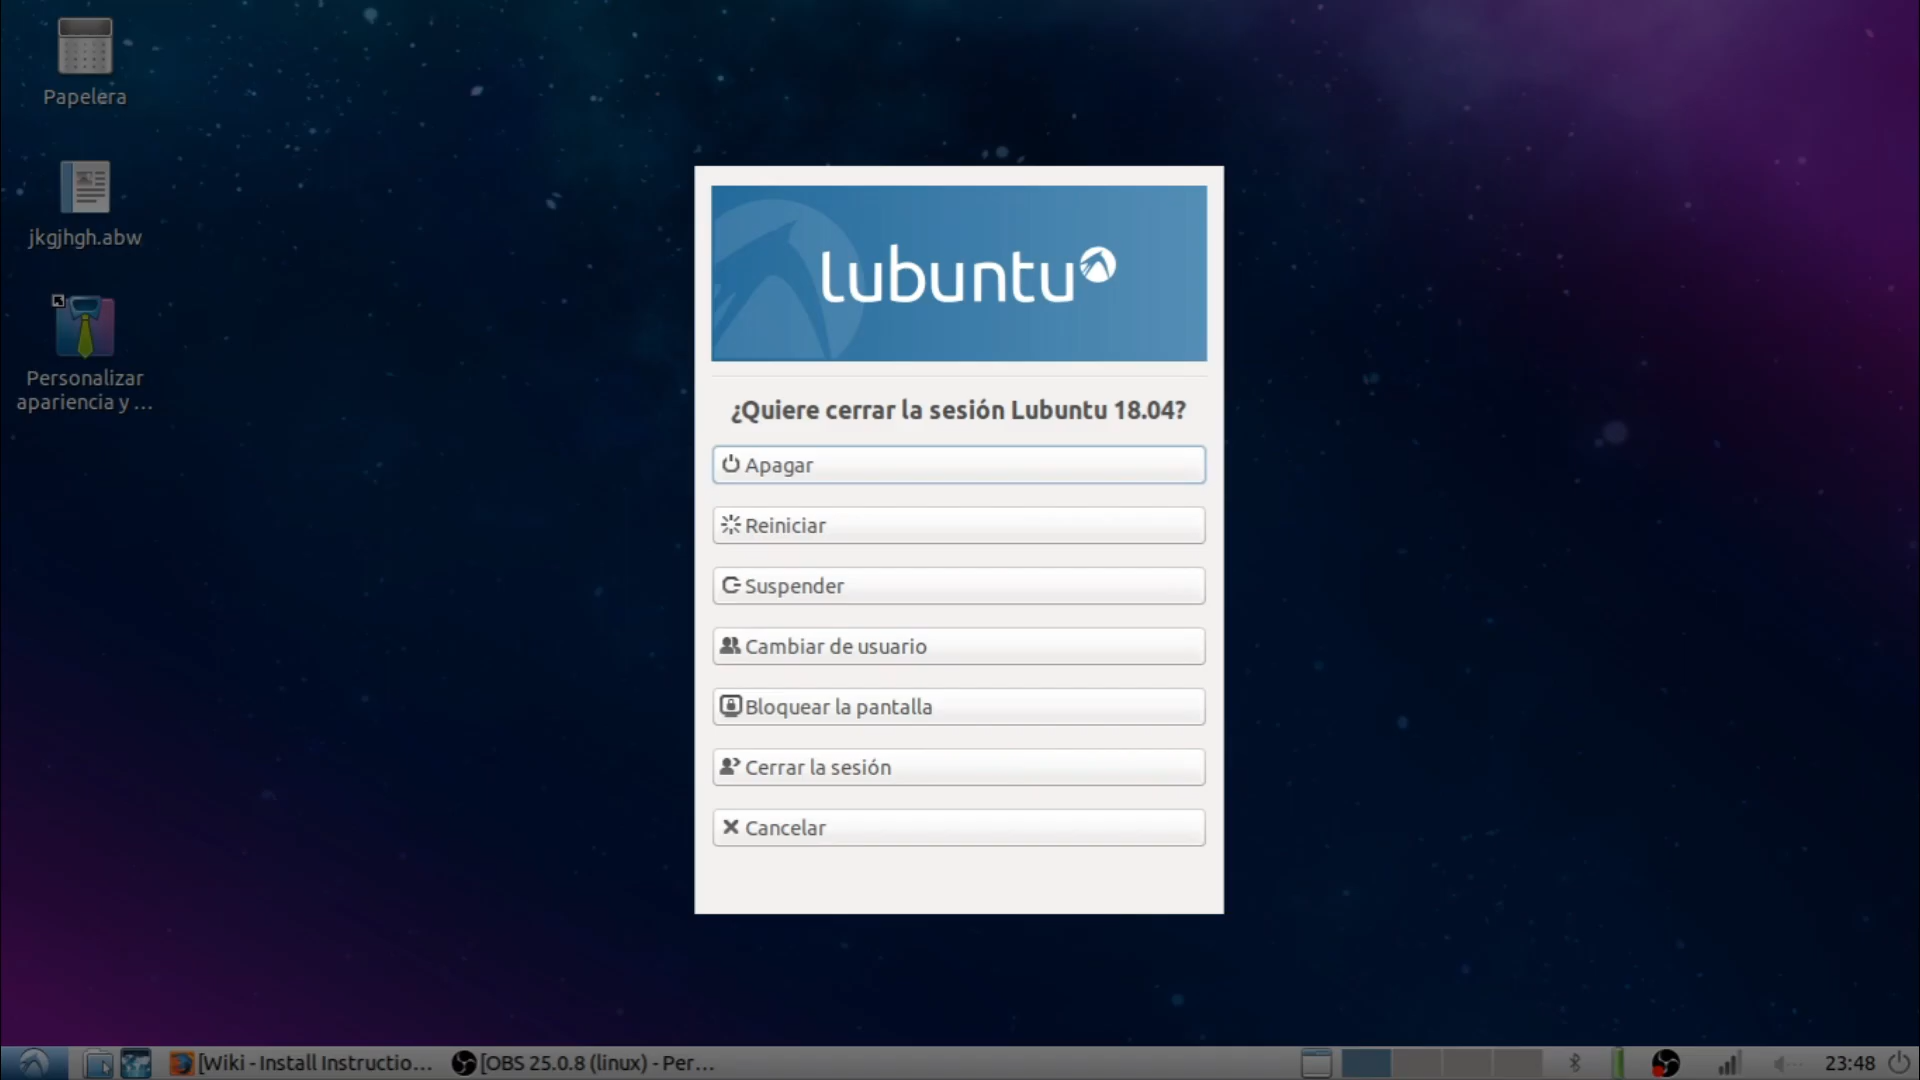 Papelera
jkgjhgh.abw
Personalizar
apariencia y ...
lubuntu
¿Quiere cerrar la sesión Lubuntu 18.04?
Apagar
Reiniciar
Suspender
Cambiar de usuario
Bloquear la pantalla
Cerrar la sesión
Cancelar
[Wiki - Install Instructio... [OBS 25.0.8 (linux) - Per... 23:48